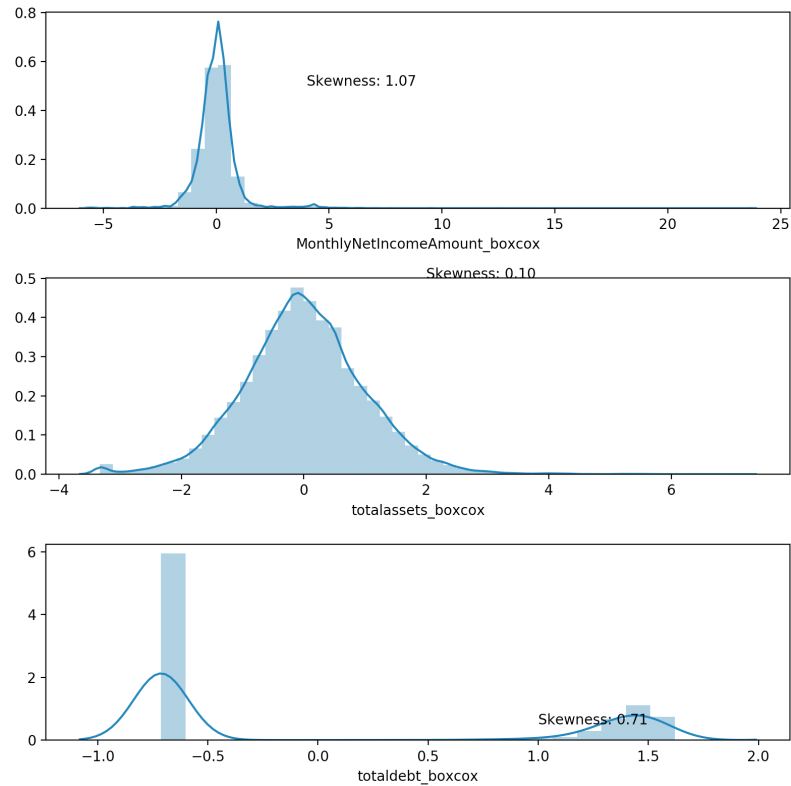 0.8
0.6
0.4
0.2
0.0
Skewness: 1.07
−5 0 5 10 15 20 25
MonthlyNetIncomeAmount_boxcox
Skewness: 0.10
0.5
0.4
0.3
0.2
0.1
0.0
−4 −2 0 2 4 6
totalassets_boxcox
6
4
2
0
Skewness: 0.71
−1.0 −0.5 0.0 0.5 1.0 1.5 2.0
totaldebt_boxcox